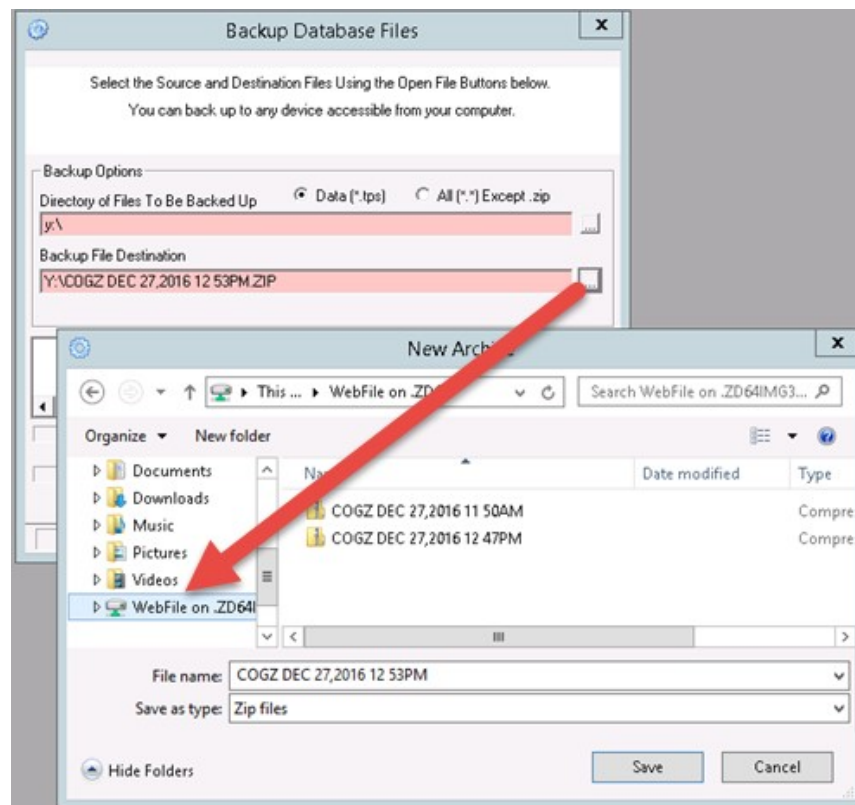 Backup Database Files
x
Select the Source and Destination Files Using the Open File Buttons below.
You can back up to any device accessible from your computer.
Backup Options
Directory of Files To Be Backed Up Data (*.tps) All (*.*) Except .zip
y:\
...
Backup File Destination
Y:\COGZ DEC 27,2016 12 53PM.ZIP
...
New
x
This ... WebFile on .ZD6
Search WebFile on .ZD64IMG3...
Organize New folder
Documents
Downloads
Music
Pictures
Videos
WebFile on .ZD64I
Date modified Type
COGZ DEC 27,2016 11 50AM Compre
COGZ DEC 27,2016 12 47PM Compre
File name: COGZ DEC 27,2016 12 53PM
Save as type: Zip files
Hide Folders
Save Cancel